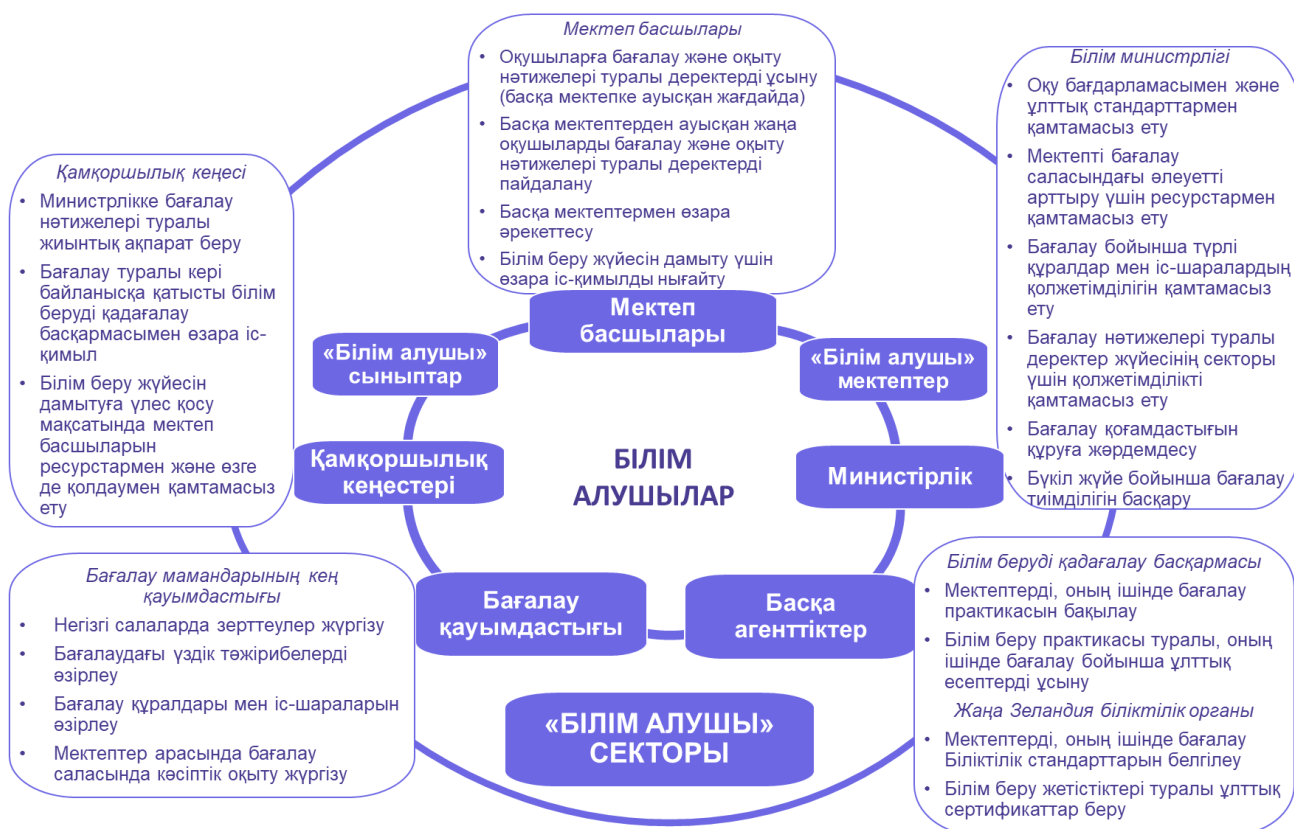 Мектеп басшылары
• Оқушыларға бағалау және оқыту
нәтижелері туралы деректерді ұсыну
(басқа мектепке ауысқан жағдайда)
• Басқа мектептерден ауысқан жаңа
оқушыларды бағалау және оқыту
нәтижелері туралы деректерді
пайдалану
• Басқа мектептермен өзара
әрекеттесу
• Білім беру жүйесін дамыту үшін
өзара іс-қимылды нығайту
Білім министрлігі
• Оқу бағдарламасымен және
ұлттық стандарттармен
қамтамасыз ету
• Мектепті бағалау
саласындағы әлеуетті
арттыру үшін ресурстармен
қамтамасыз ету
• Бағалау бойынша түрлі
құралдар мен іс-шаралардың
қолжетімділігін қамтамасыз
ету
• Бағалау нәтижелері туралы
деректер жүйесінің секторы
үшін қолжетімділікті
қамтамасыз ету
• Бағалау қоғамдастығын
құруға жәрдемдесу
• Бүкіл жүйе бойынша бағалау
тиімділігін басқару
Қамқоршылық кеңесі
• Министрлікке бағалау
нәтижелері туралы
жиынтық ақпарат беру
• Бағалау туралы кері
байланысқа қатысты білім
беруді қадағалау
басқармасымен өзара іс-
қимыл
• Білім беру жүйесін
дамытуға үлес қосу
мақсатында мектеп
басшыларын
ресурстармен және өзге
де қолдаумен қамтамасыз
ету
Мектеп
басшылары
«Білім алушы»
сыныптар
«Білім алушы»
мектептер
Қамқоршылық
кеңестері
БІЛІМ
АЛУШЫЛАР
Министірлік
Бағалау
қауымдастығы
Басқа
агенттіктер
«БІЛІМ АЛУШЫ»
СЕКТОРЫ
Бағалау мамандарының кең
қауымдастығы
• Негізгі салаларда зерттеулер жүргізу
• Бағалаудағы үздік тәжірибелерді
әзірлеу
• Бағалау құралдары мен іс-шараларын
әзірлеу
• Мектептер арасында бағалау
саласында кәсіптік оқыту жүргізу
Білім беруді қадағалау басқармасы
• Мектептерді, оның ішінде бағалау
практикасын бақылау
• Білім беру практикасы туралы, оның
ішінде бағалау бойынша ұлттық
есептерді ұсыну
Жаңа Зеландия біліктілік органы
• Мектептерді, оның ішінде бағалау
Біліктілік стандарттарын белгілеу
• Білім беру жетістіктері туралы ұлттық
сертификаттар беру